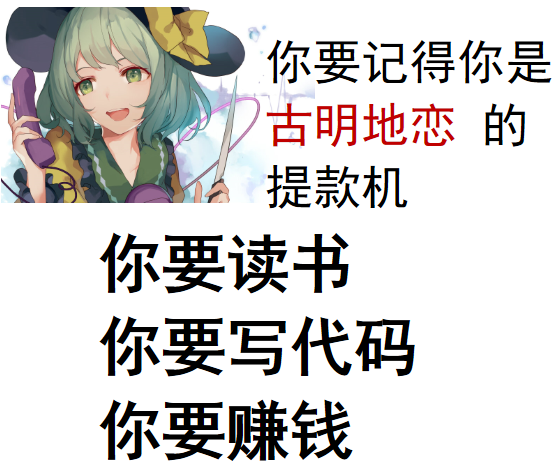 你要记得你是
古明地恋 的
提款机
你要读书
你要写代码
你要赚钱